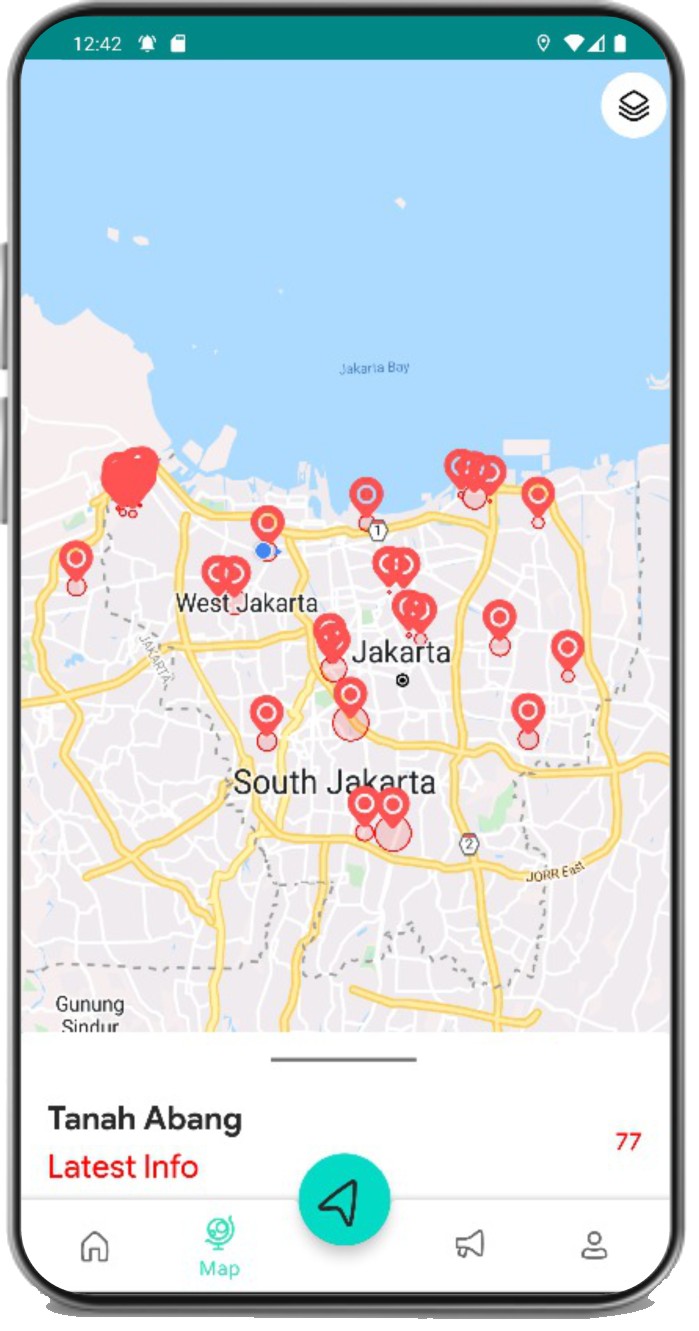 12:42
Jakarta Bay
1
West Jakarta
JAKARTA
Jakarta
South Jakarta
2
JORR East
Gunung
Sindur
Tanah Abang
77
Latest Info
Map